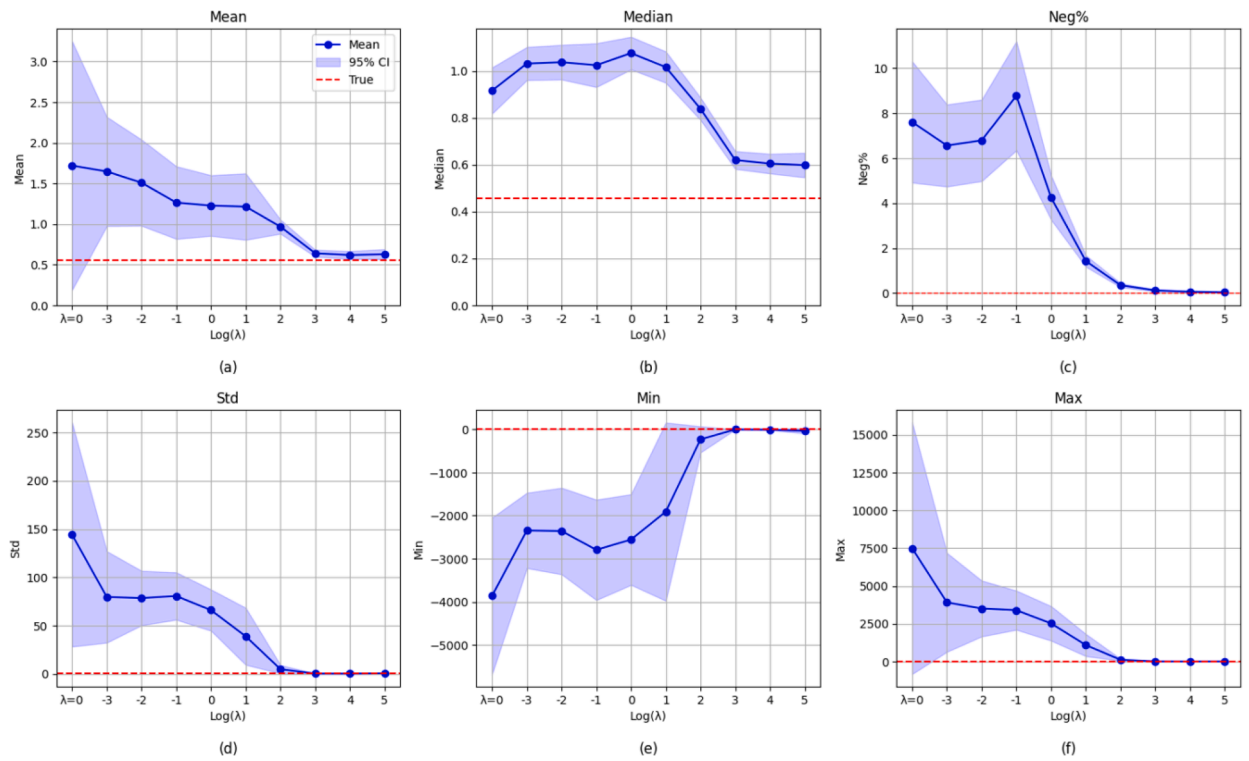 Mean
Mean
95% CI
True
3.0
2.5
2.0
1.5
1.0
0.5
0.0
Mean
λ=0 -3 -2 -1 0 1 2 3 4 5
Log(λ)
(a)
Median
1.0
0.8
0.6
0.4
0.2
0.0
Median
λ=0 -3 -2 -1 0 1 2 3 4 5
Log(λ)
(b)
Neg%
10
8
6
4
2
0
Neg%
λ=0 -3 -2 -1 0 1 2 3 4 5
Log(λ)
(c)
Std
250
200
150
100
50
0
Std
λ=0 -3 -2 -1 0 1 2 3 4 5
Log(λ)
(d)
Min
0
−1000
−2000
−3000
−4000
−5000
Min
λ=0 -3 -2 -1 0 1 2 3 4 5
Log(λ)
(e)
Max
15000
12500
10000
7500
5000
2500
0
Max
λ=0 -3 -2 -1 0 1 2 3 4 5
Log(λ)
(f)